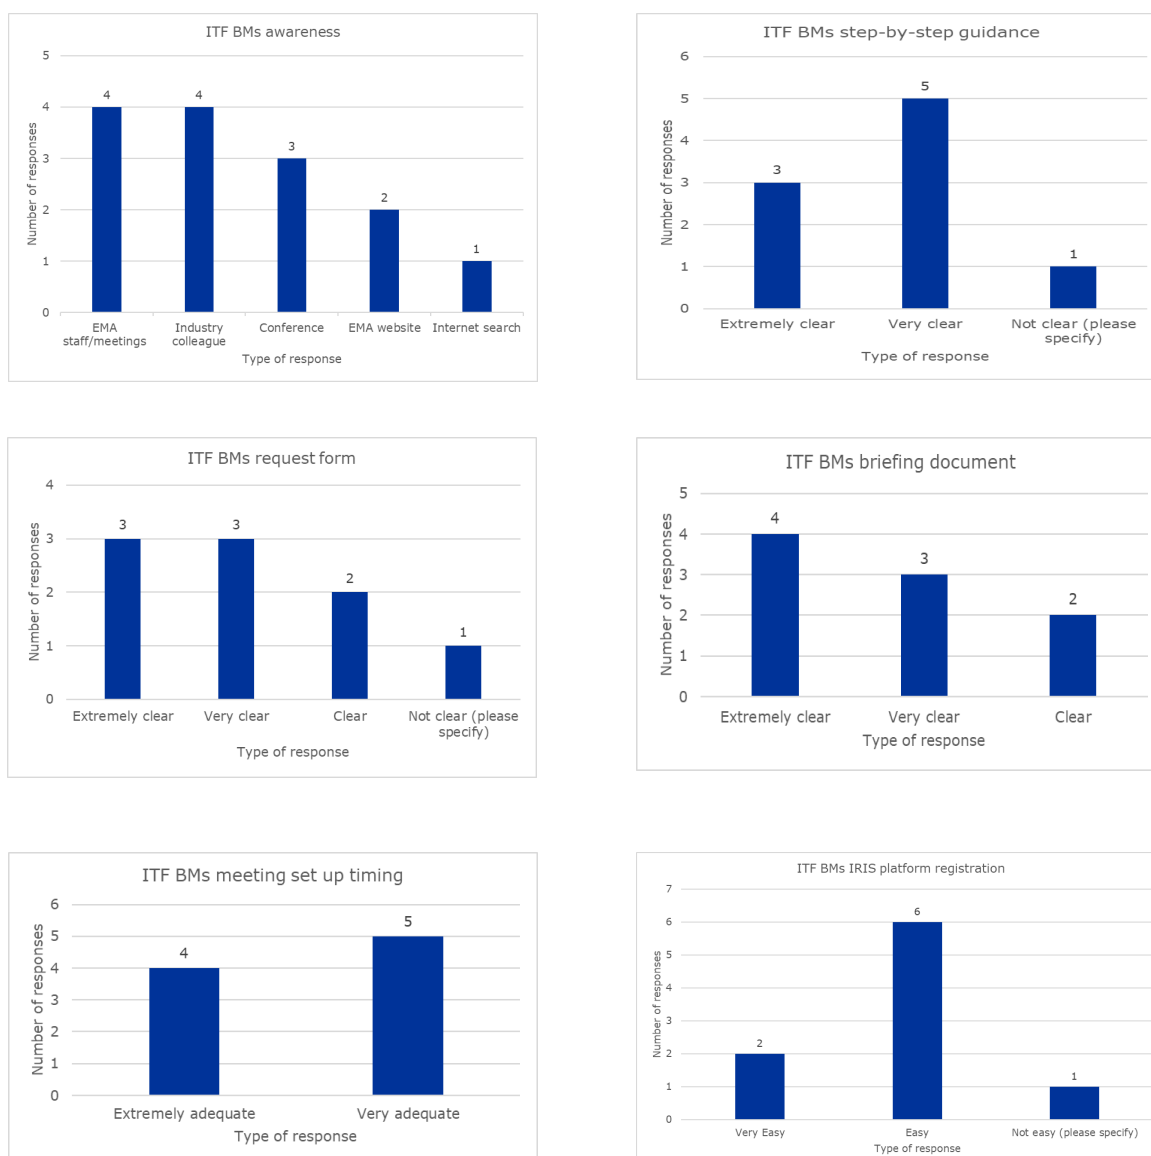 ITF BMs awareness
5
4
3
2
1
0
Number of responses
4
4
3
2
1
EMA staff/meetings
Industry colleague
Conference
EMA website
Internet search
Type of response
ITF BMs step-by-step guidance
6
5
4
3
2
1
0
Number of responses
3
5
1
Extremely clear
Very clear
Not clear (please specify)
Type of response
ITF BMs request form
4
3
2
1
0
Number of responses
3
3
2
1
Extremely clear
Very clear
Clear
Not clear (please specify)
Type of response
ITF BMs briefing document
5
4
3
2
1
0
Number of responses
4
3
2
Extremely clear
Very clear
Clear
Type of response
ITF BMs meeting set up timing
6
5
4
3
2
1
0
Number of responses
4
5
Extremely adequate
Very adequate
Type of response
ITF BMs IRIS platform registration
7
6
5
4
3
2
1
0
Number of responses
2
6
1
Very Easy
Easy
Not easy (please specify)
Type of response